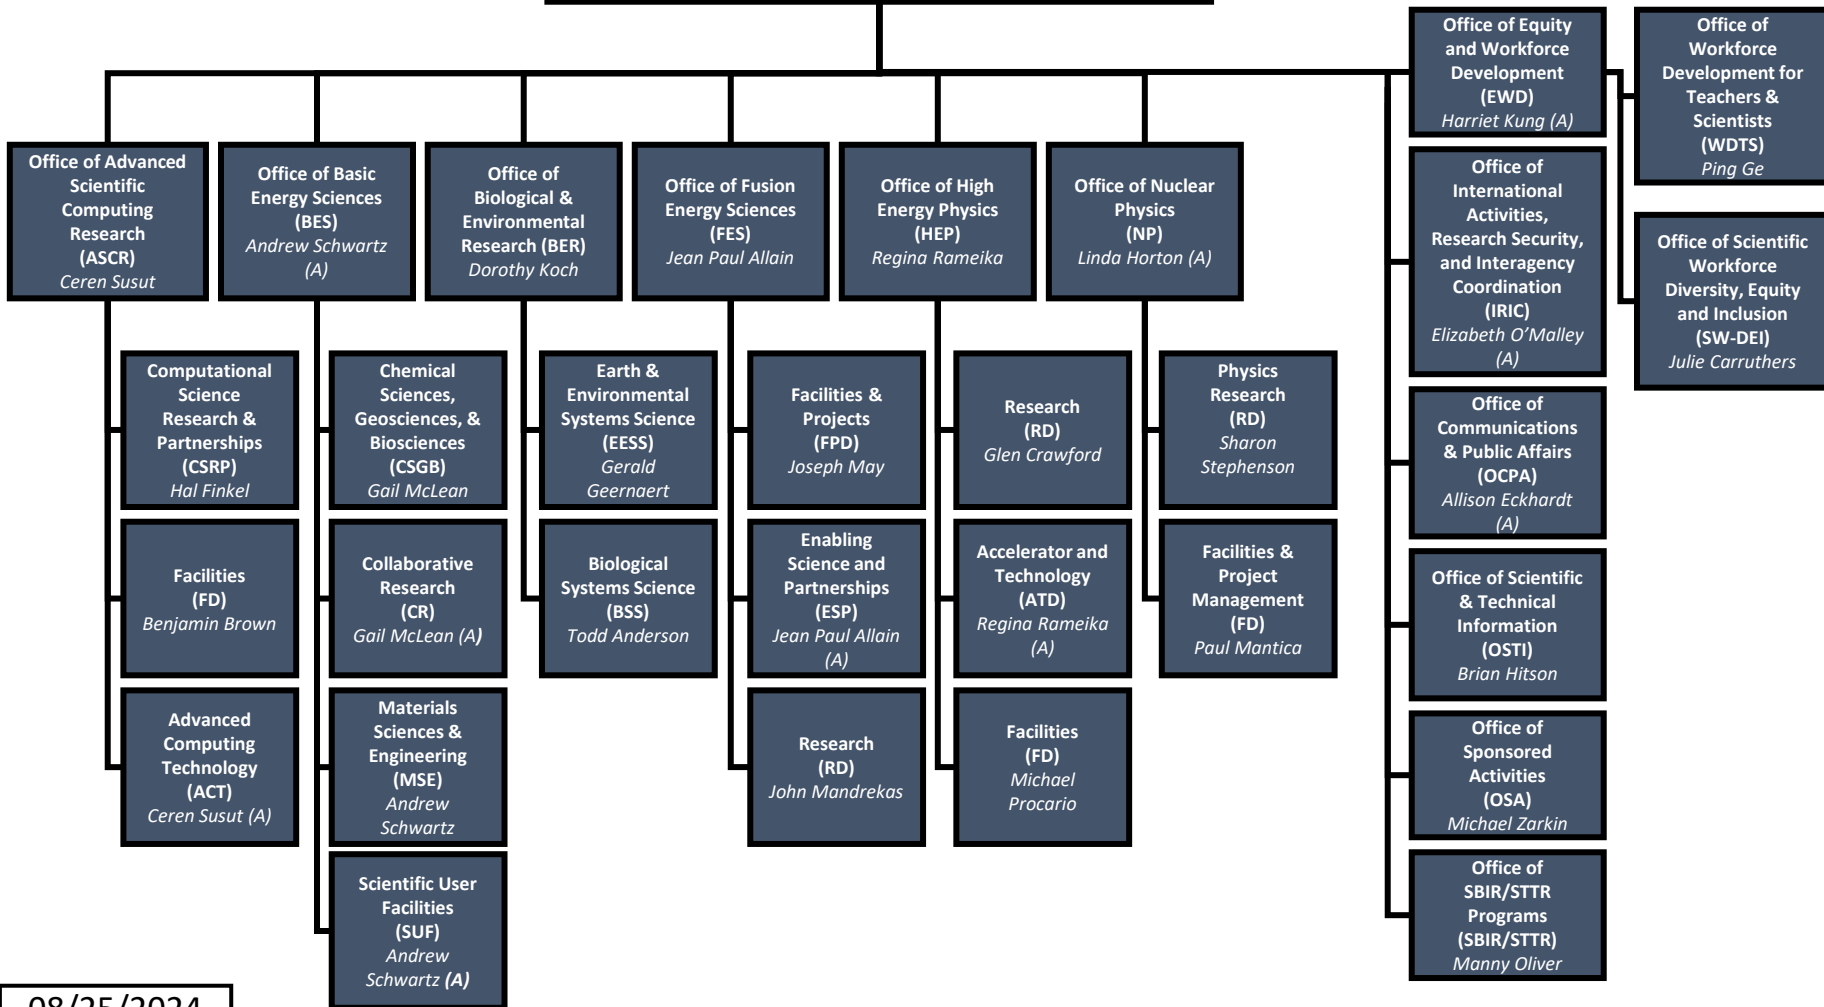 Office of Advanced
Scientific
Computing
Research
(ASCR)
Ceren Susut
Office of Basic
Energy Sciences
(BES)
Andrew Schwartz
(A)
Office of
Biological &
Environmental
Research (BER)
Dorothy Koch
Office of Fusion
Energy Sciences
(FES)
Jean Paul Allain
Office of High
Energy Physics
(HEP)
Regina Rameika
Office of Nuclear
Physics
(NP)
Linda Horton (A)
Computational
Science
Research &
Partnerships
(CSRP)
Hal Finkel
Facilities
(FD)
Benjamin Brown
Advanced
Computing
Technology
(ACT)
Ceren Susut (A)
Chemical
Sciences,
Geosciences, &
Biosciences
(CSGB)
Gail McLean
Collaborative
Research
(CR)
Gail McLean (A)
Materials
Sciences &
Engineering
(MSE)
Andrew
Schwartz
Scientific User
Facilities
(SUF)
Andrew
Schwartz (A)
Earth &
Environmental
Systems Science
(EESS)
Gerald
Geernaert
Biological
Systems Science
(BSS)
Todd Anderson
Facilities &
Projects
(FPD)
Joseph May
Enabling
Science and
Partnerships
(ESP)
Jean Paul Allain
(A)
Research
(RD)
John Mandrekas
Research
(RD)
Glen Crawford
Accelerator and
Technology
(ATD)
Regina Rameika
(A)
Facilities
(FD)
Michael
Procario
Physics
Research
(RD)
Sharon
Stephenson
Facilities &
Project
Management
(FD)
Paul Mantica
Office of Equity
and Workforce
Development
(EWD)
Harriet Kung (A)
Office of
Workforce
Development for
Teachers &
Scientists
(WDTS)
Ping Ge
Office of Scientific
Workforce
Diversity, Equity
and Inclusion
(SW-DEI)
Julie Carruthers
Office of
International
Activities,
Research Security,
and Interagency
Coordination
(IRIC)
Elizabeth O’Malley
(A)
Office of
Communications
& Public Affairs
(OCPA)
Allison Eckhardt
(A)
Office of Scientific
& Technical
Information
(OSTI)
Brian Hitson
Office of
Sponsored
Activities
(OSA)
Michael Zarkin
Office of
SBIR/STTR
Programs
(SBIR/STTR)
Manny Oliver
08/25/2024